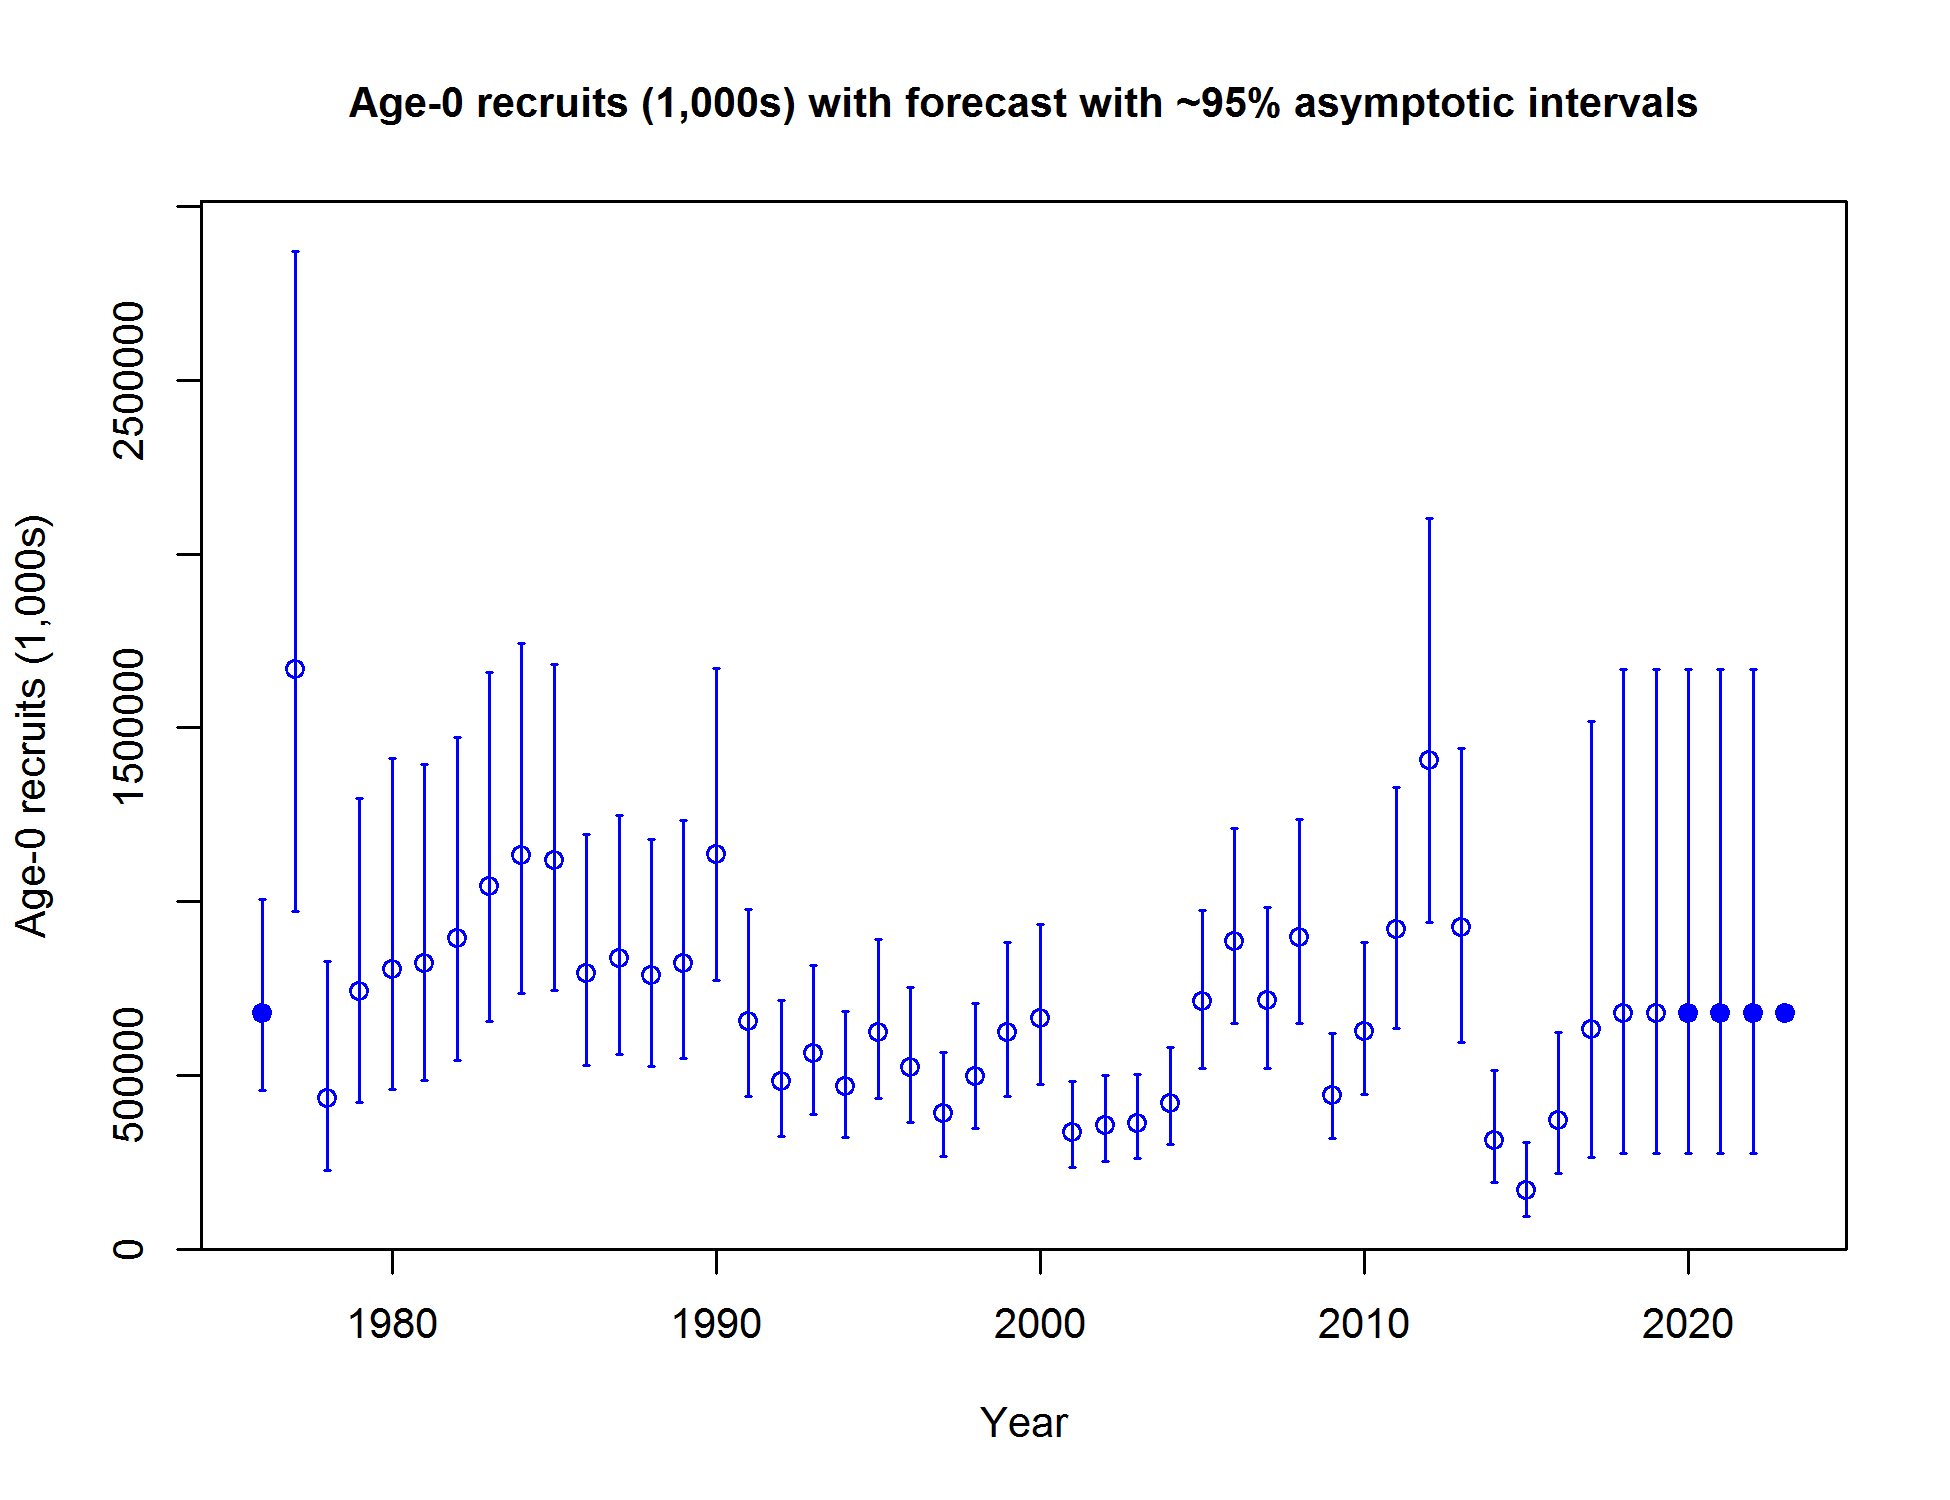 Age-0 recruits (1,000s) with forecast with ~95% asymptotic intervals
Age-0 recruits (1,000s)
2500000
1500000
500000
0
1980 1990 2000 2010 2020
Year